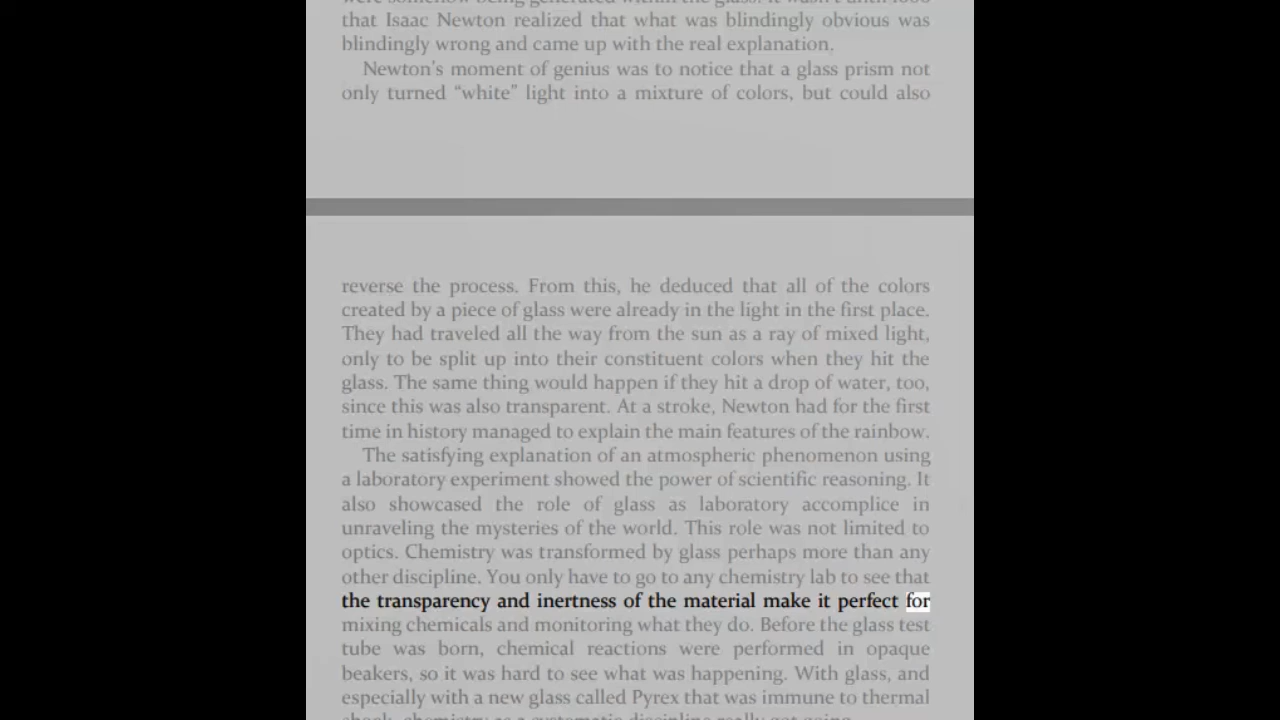 that Isaac Newton realized that what was blindingly obvious was
blindingly wrong and came up with the real explanation.
Newton's moment of genius was to notice that a glass prism not
only turned “white” light into a mixture of colors, but could also
reverse the process. From this, he deduced that all of the colors
created by a piece of glass were already in the light in the first place.
They had traveled all the way from the sun as a ray of mixed light,
only to be split up into their constituent colors when they hit the
glass. The same thing would happen if they hit a drop of water, too,
since this was also transparent. At a stroke, Newton had for the first
time in history managed to explain the main features of the rainbow.
The satisfying explanation of an atmospheric phenomenon using
a laboratory experiment showed the power of scientific reasoning. It
also showcased the role of glass as laboratory accomplice in
unraveling the mysteries of the world. This role was not limited to
optics. Chemistry was transformed by glass perhaps more than any
other discipline. You only have to go to any chemistry lab to see that
the transparency and inertness of the material make it perfect for
mixing chemicals and monitoring what they do. Before the glass test
tube was born, chemical reactions were performed in opaque
beakers, so it was hard to see what was happening. With glass, and
especially with a new glass called Pyrex that was immune to thermal